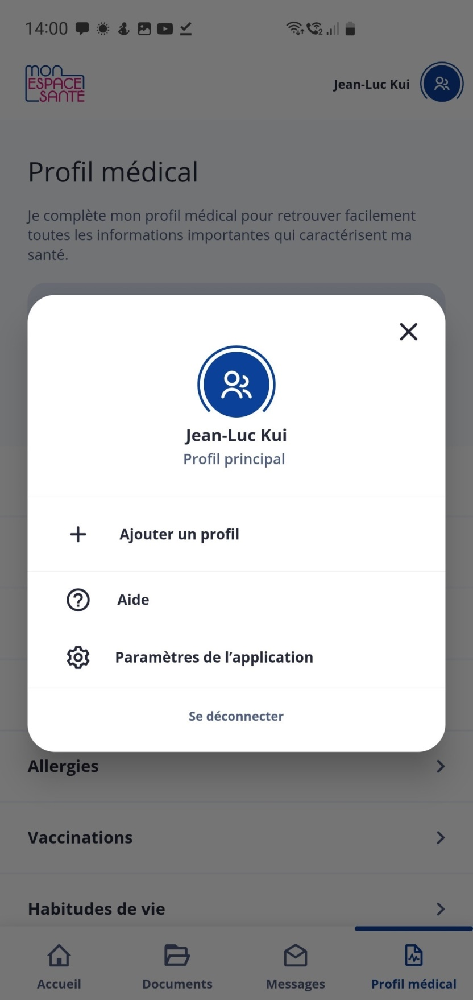 14:00
mon
ESPACE
SANTÉ
Jean-Luc Kui
Profil médical
Je complète mon profil médical pour retrouver facilement
toutes les informations importantes qui caractérisent ma
santé.
Jean-Luc Kui
Profil principal
Ajouter un profil
Aide
Paramètres de l’application
Se déconnecter
Allergies
Vaccinations
Habitudes de vie
Accueil
Documents
Messages
Profil médical